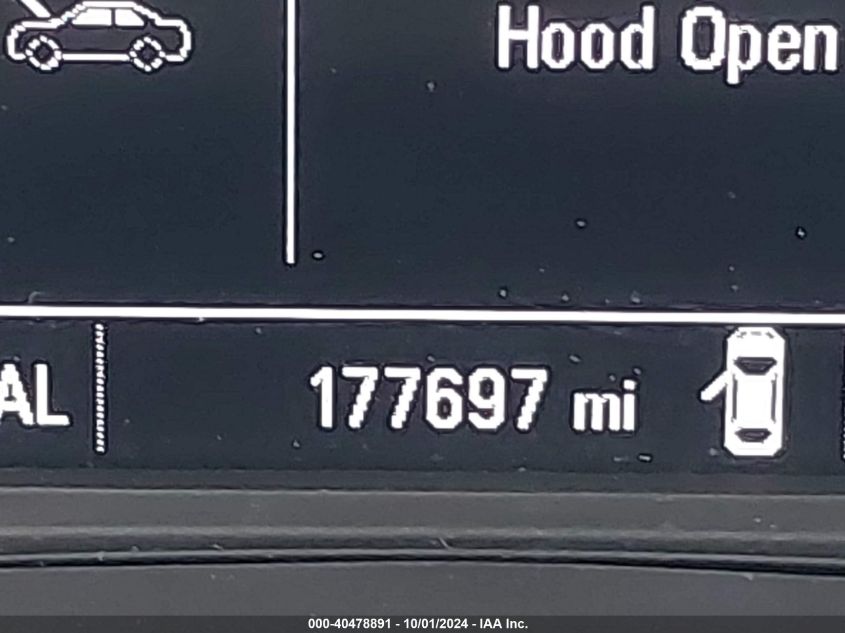 Hood Open
AL
177697 mi
000-40478891 - 10/01/2024 - IAA Inc.